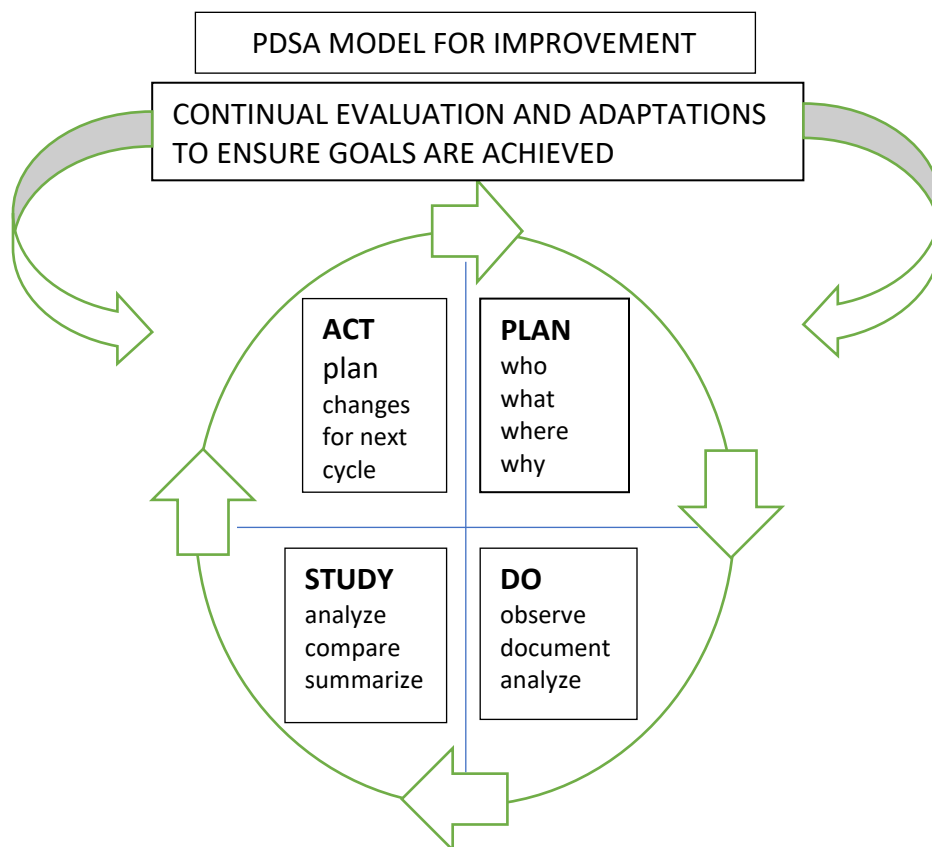 PDSA MODEL FOR IMPROVEMENT
CONTINUAL EVALUATION AND ADAPTATIONS
TO ENSURE GOALS ARE ACHIEVED
ACT
plan
changes
for next
cycle
PLAN
who
what
where
why
STUDY
analyze
compare
summarize
DO
observe
document
analyze